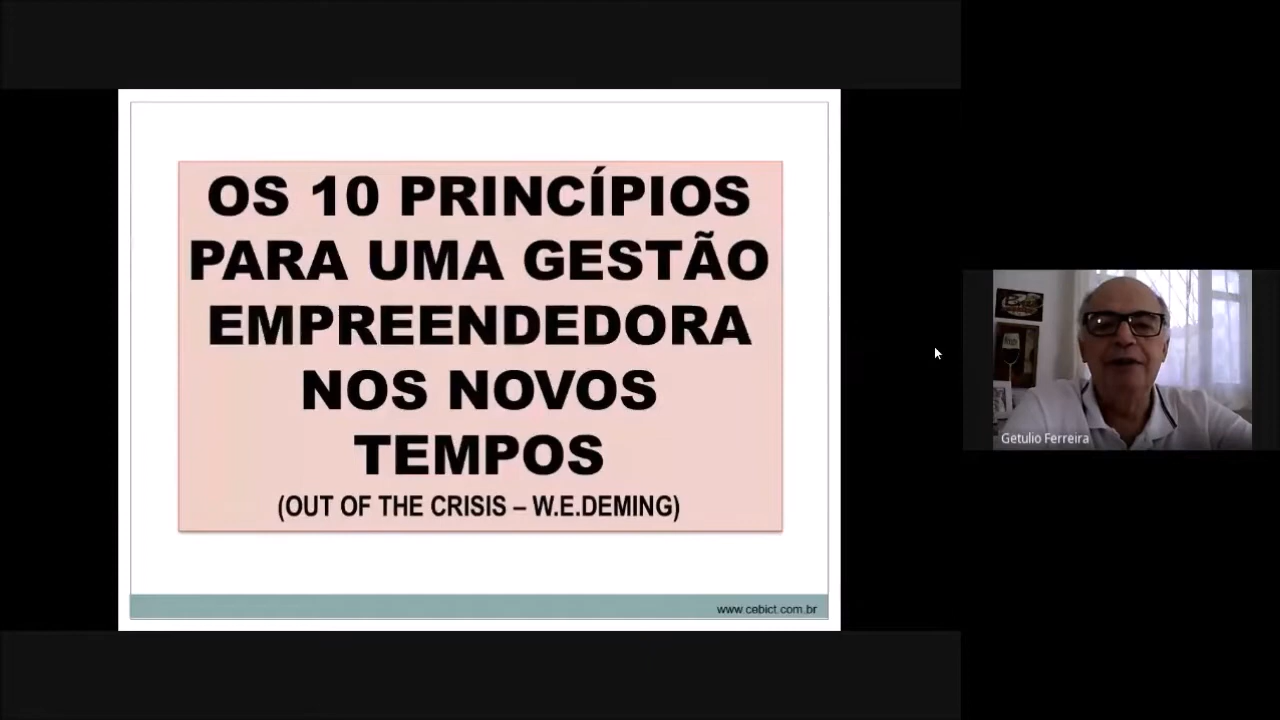 OS 10 PRINCÍPIOS
PARA UMA GESTÃO
EMPREENDEDORA
NOS NOVOS
TEMPOS
(OUT OF THE CRISIS – W.E.DEMING)
www.cebict.com.br
Getulio Ferreira